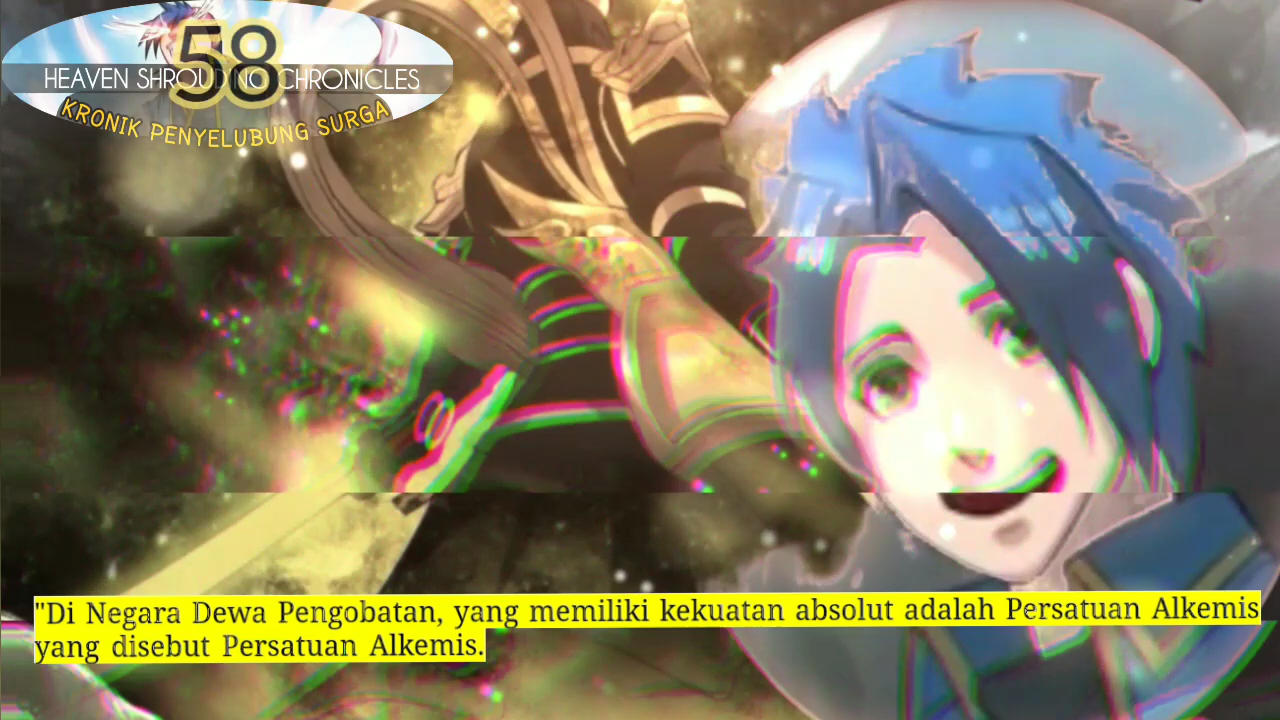 58
HEAVEN SHROUDING CHRONICLES
KRONIK PENYELUBUNG SURGA
"Di Negara Dewa Pengobatan, yang memiliki kekuatan absolut adalah Persatuan Alkemis
yang disebut Persatuan Alkemis.